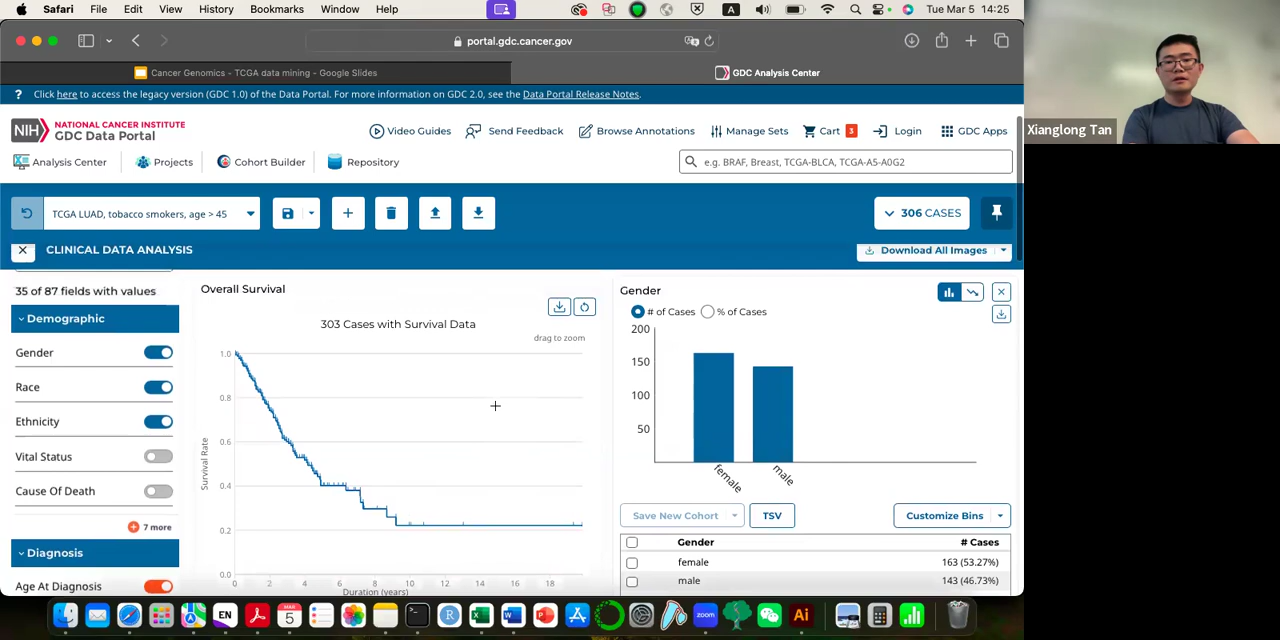 Safari File Edit View History Bookmarks Window Help A Tue Mar 5 14:25
portal.gdc.cancer.gov
Cancer Genomics - TCGA data mining - Google Slides GDC Analysis Center
? Click here to access the legacy version (GDC 1.0) of the Data Portal. For more information on GDC 2.0, see the Data Portal Release Notes.
NIH NATIONAL CANCER INSTITUTE
GDC Data Portal
Video Guides Send Feedback Browse Annotations Manage Sets Cart 3 Login GDC Apps
Xianglong Tan
Analysis Center Projects Cohort Builder Repository e.g. BRAF, Breast, TCGA-BLCA, TCGA-A5-A0G2
TCGA LUAD, tobacco smokers, age > 45 306 CASES
CLINICAL DATA ANALYSIS Download All Images
35 of 87 fields with values
Demographic
Gender
Race
Ethnicity
Vital Status
Cause Of Death
7 more
Diagnosis
Age At Diagnosis
Overall Survival
303 Cases with Survival Data
drag to zoom
1.0
0.8
0.6
0.4
0.2
0.0
Survival Rate
0 2 4 6 8 10 12 14 16 18
Duration (years)
Gender
# of Cases % of Cases
200
150
100
50
female male
Save New Cohort TSV Customize Bins
Gender # Cases
female 163 (53.27%)
male 143 (46.73%)
MAR 5 EN zoom Ai